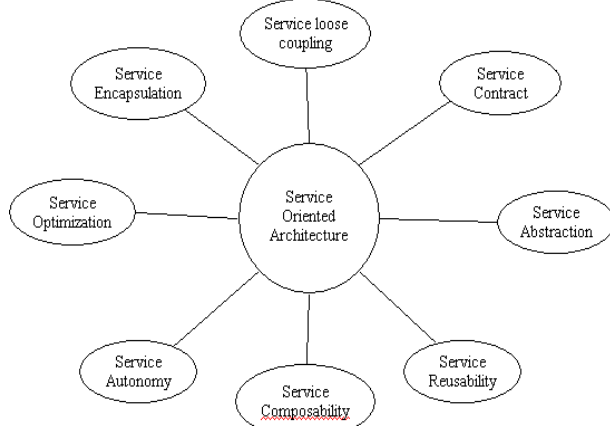 Service loose
coupling
Service
Encapsulation
Service
Contract
Service
Optimization
Service
Oriented
Architecture
Service
Abstraction
Service
Autonomy
Service
Composability
Service
Reusability